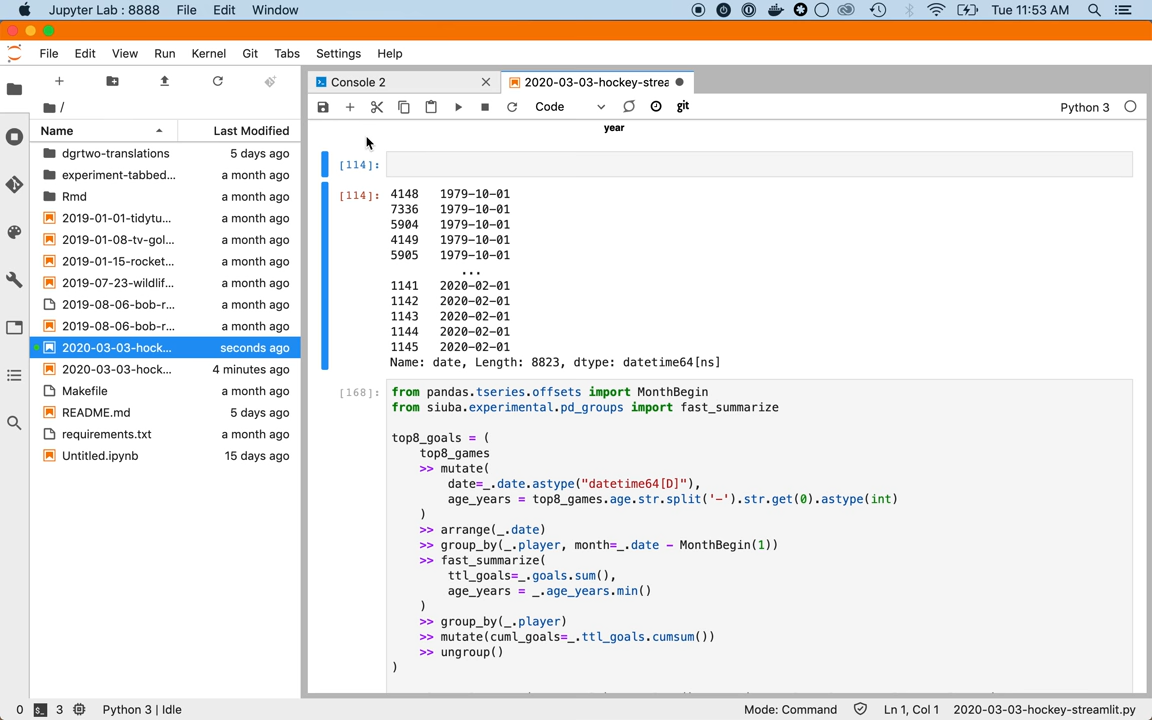 Jupyter Lab : 8888 File Edit Window Tue 11:53 AM
File Edit View Run Kernel Git Tabs Settings Help
Console 2 2020-03-03-hockey-strea
Code git Python 3
/
Name Last Modified
dgrtwo-translations 5 days ago
experiment-tabbed... a month ago
Rmd a month ago
2019-01-01-tidytu... a month ago
2019-01-08-tv-gol... a month ago
2019-01-15-rocket... a month ago
2019-07-23-wildlif... a month ago
2019-08-06-bob-r... a month ago
2019-08-06-bob-r... a month ago
2020-03-03-hock... seconds ago
2020-03-03-hock... 4 minutes ago
Makefile a month ago
README.md 5 days ago
requirements.txt a month ago
Untitled.ipynb 15 days ago
year
[114]:
[114]: 4148 1979-10-01
7336 1979-10-01
5904 1979-10-01
4149 1979-10-01
5905 1979-10-01
...
1141 2020-02-01
1142 2020-02-01
1143 2020-02-01
1144 2020-02-01
1145 2020-02-01
Name: date, Length: 8823, dtype: datetime64[ns]
[168]: from pandas.tseries.offsets import MonthBegin
from siuba.experimental.pd_groups import fast_summarize
top8_goals = (
top8_games
>> mutate(
date=_.date.astype("datetime64[D]"),
age_years = top8_games.age.str.split('-').str.get(0).astype(int)
)
>> arrange(_.date)
>> group_by(_.player, month=_.date - MonthBegin(1))
>> fast_summarize(
ttl_goals=_.goals.sum(),
age_years = _.age_years.min()
)
>> group_by(_.player)
>> mutate(cuml_goals=_.ttl_goals.cumsum())
>> ungroup()
)
0 3 Python 3 | Idle Mode: Command Ln 1, Col 1 2020-03-03-hockey-streamlit.py